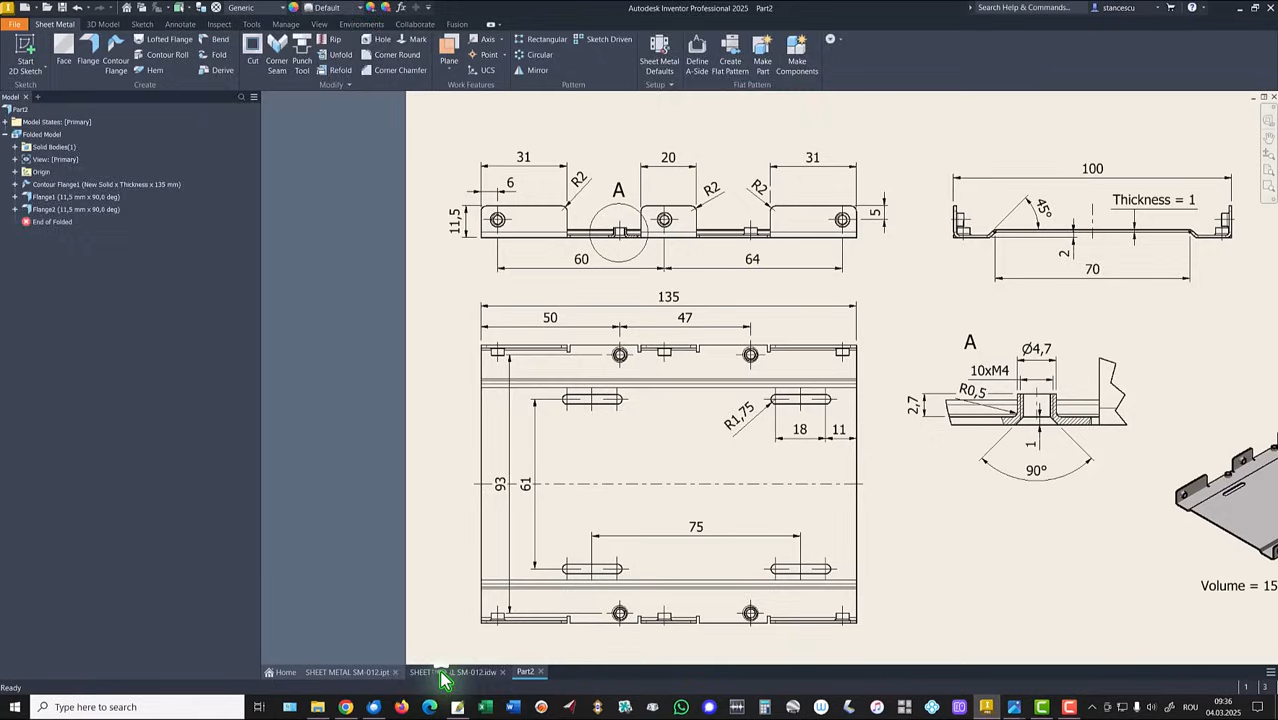 Generic
Default
Autodesk Inventor Professional 2025 Part2
Search Help & Commands...
stancescu
File
Sheet Metal
3D Model
Sketch
Annotate
Inspect
Tools
Manage
View
Environments
Collaborate
Fusion
Start
2D Sketch
Face
Flange
Contour
Flange
Lofted Flange
Contour Roll
Hem
Bend
Fold
Derive
Cut
Corner
Seam
Punch
Tool
Rip
Unfold
Refold
Hole
Mark
Corner Round
Corner Chamfer
Plane
Axis
Point
UCS
Rectangular
Circular
Mirror
Sketch Driven
Sheet Metal
Defaults
Define
A-Side
Create
Flat Pattern
Make
Part
Make
Components
Sketch
Create
Modify
Work Features
Pattern
Setup
Flat Pattern
Model
Part2
Model States: [Primary]
Folded Model
Solid Bodies(1)
View: [Primary]
Origin
Contour Flange1 (New Solid x Thickness x 135 mm)
Flange1 (11,5 mm x 90,0 deg)
Flange2 (11,5 mm x 90,0 deg)
End of Folded
31
20
31
6
R2
A
R2
R2
11,5
5
60
64
100
45°
Thickness = 1
2
70
135
50
47
R1,75
18
11
93
61
75
A
Ø4,7
10xM4
R0,5
2,7
1
90°
Volume = 15
Home
SHEET METAL SM-012.ipt
SM-012.idw
Part2
Ready
1
3
Type here to search
ROU
09:36
04.03.2025